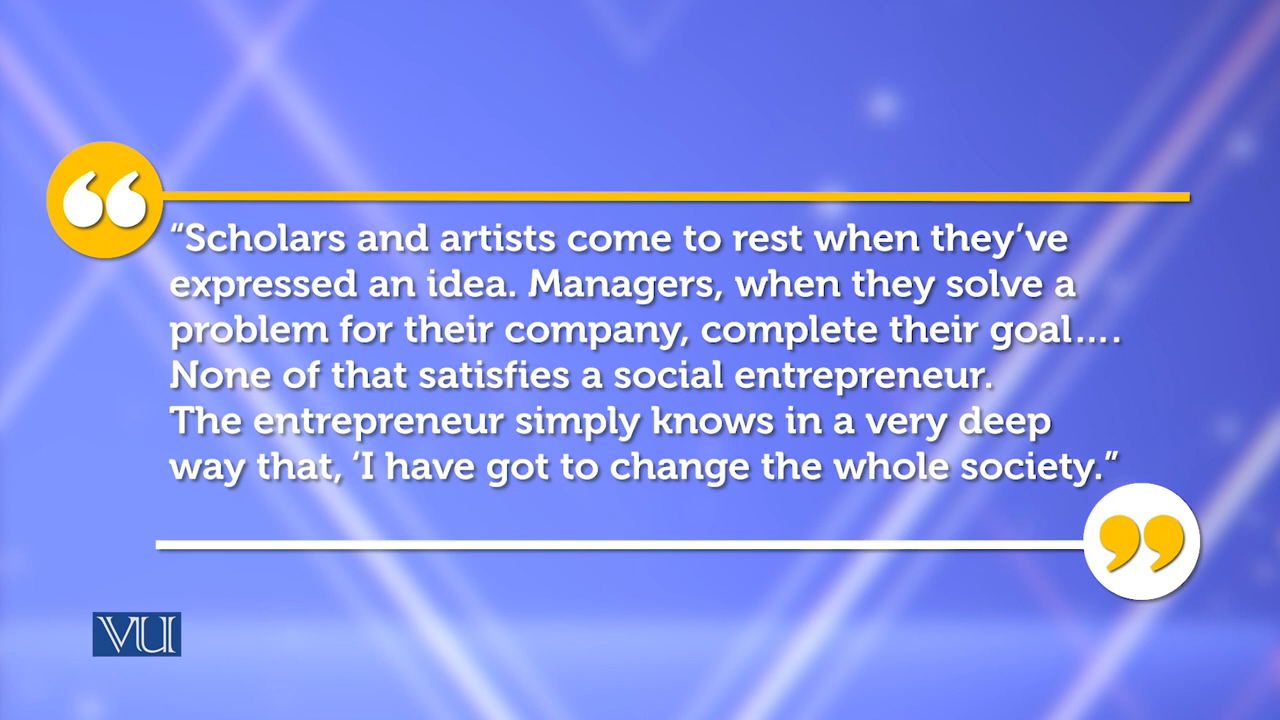 “Scholars and artists come to rest when they’ve
expressed an idea. Managers, when they solve a
problem for their company, complete their goal....
None of that satisfies a social entrepreneur.
The entrepreneur simply knows in a very deep
way that, ‘I have got to change the whole society.”
VU